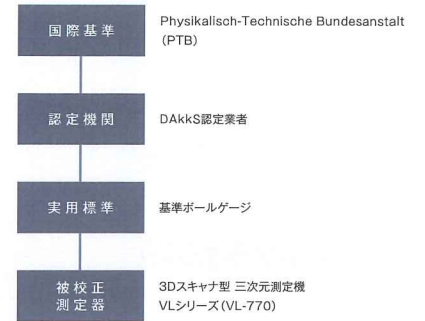 国際基準
Physikalisch-Technische Bundesanstalt
(PTB)
認定機関
DAkkS認定業者
実用標準
基準ボールゲージ
被校正
測定器
3Dスキャナ型 三次元測定機
VLシリーズ(VL-770)